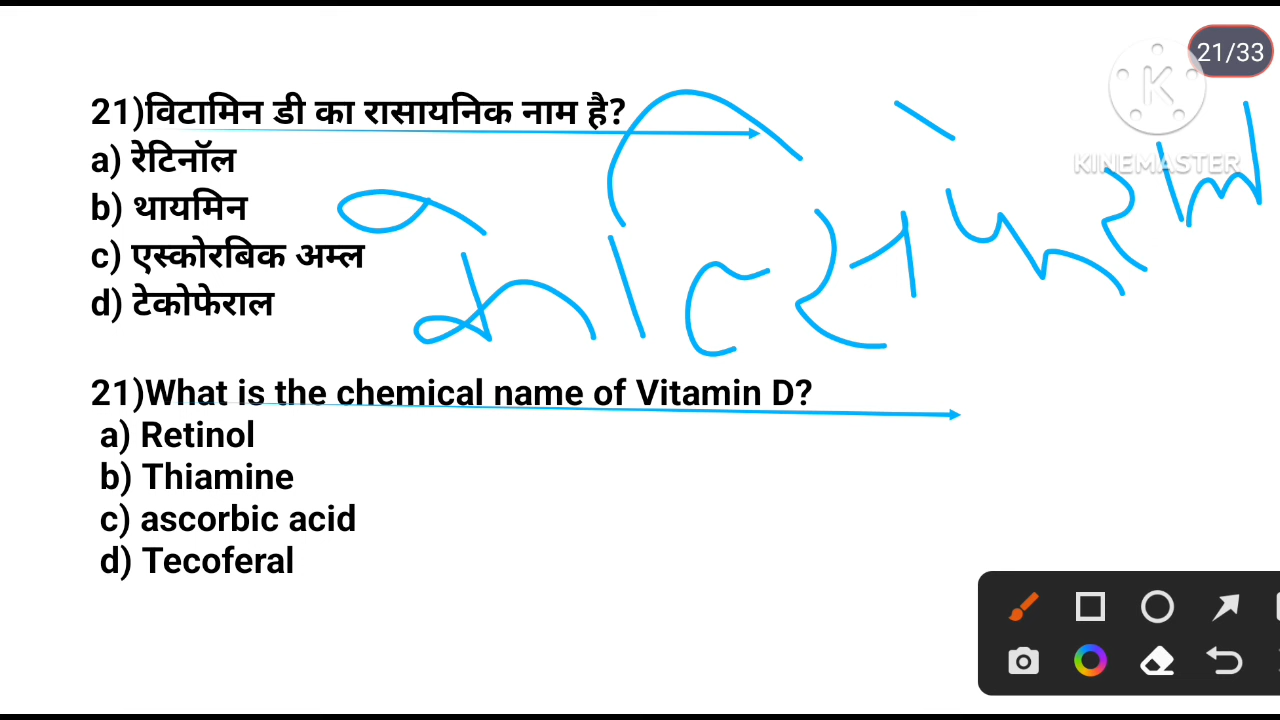 21/33
KINEMASTER
21)विटामिन डी का रासायनिक नाम है?
a) रेटिनॉल
b) थायमिन
c) एस्कोरबिक अम्ल
d) टेकोफेराल
21)What is the chemical name of Vitamin D?
a) Retinol
b) Thiamine
c) ascorbic acid
d) Tecoferal